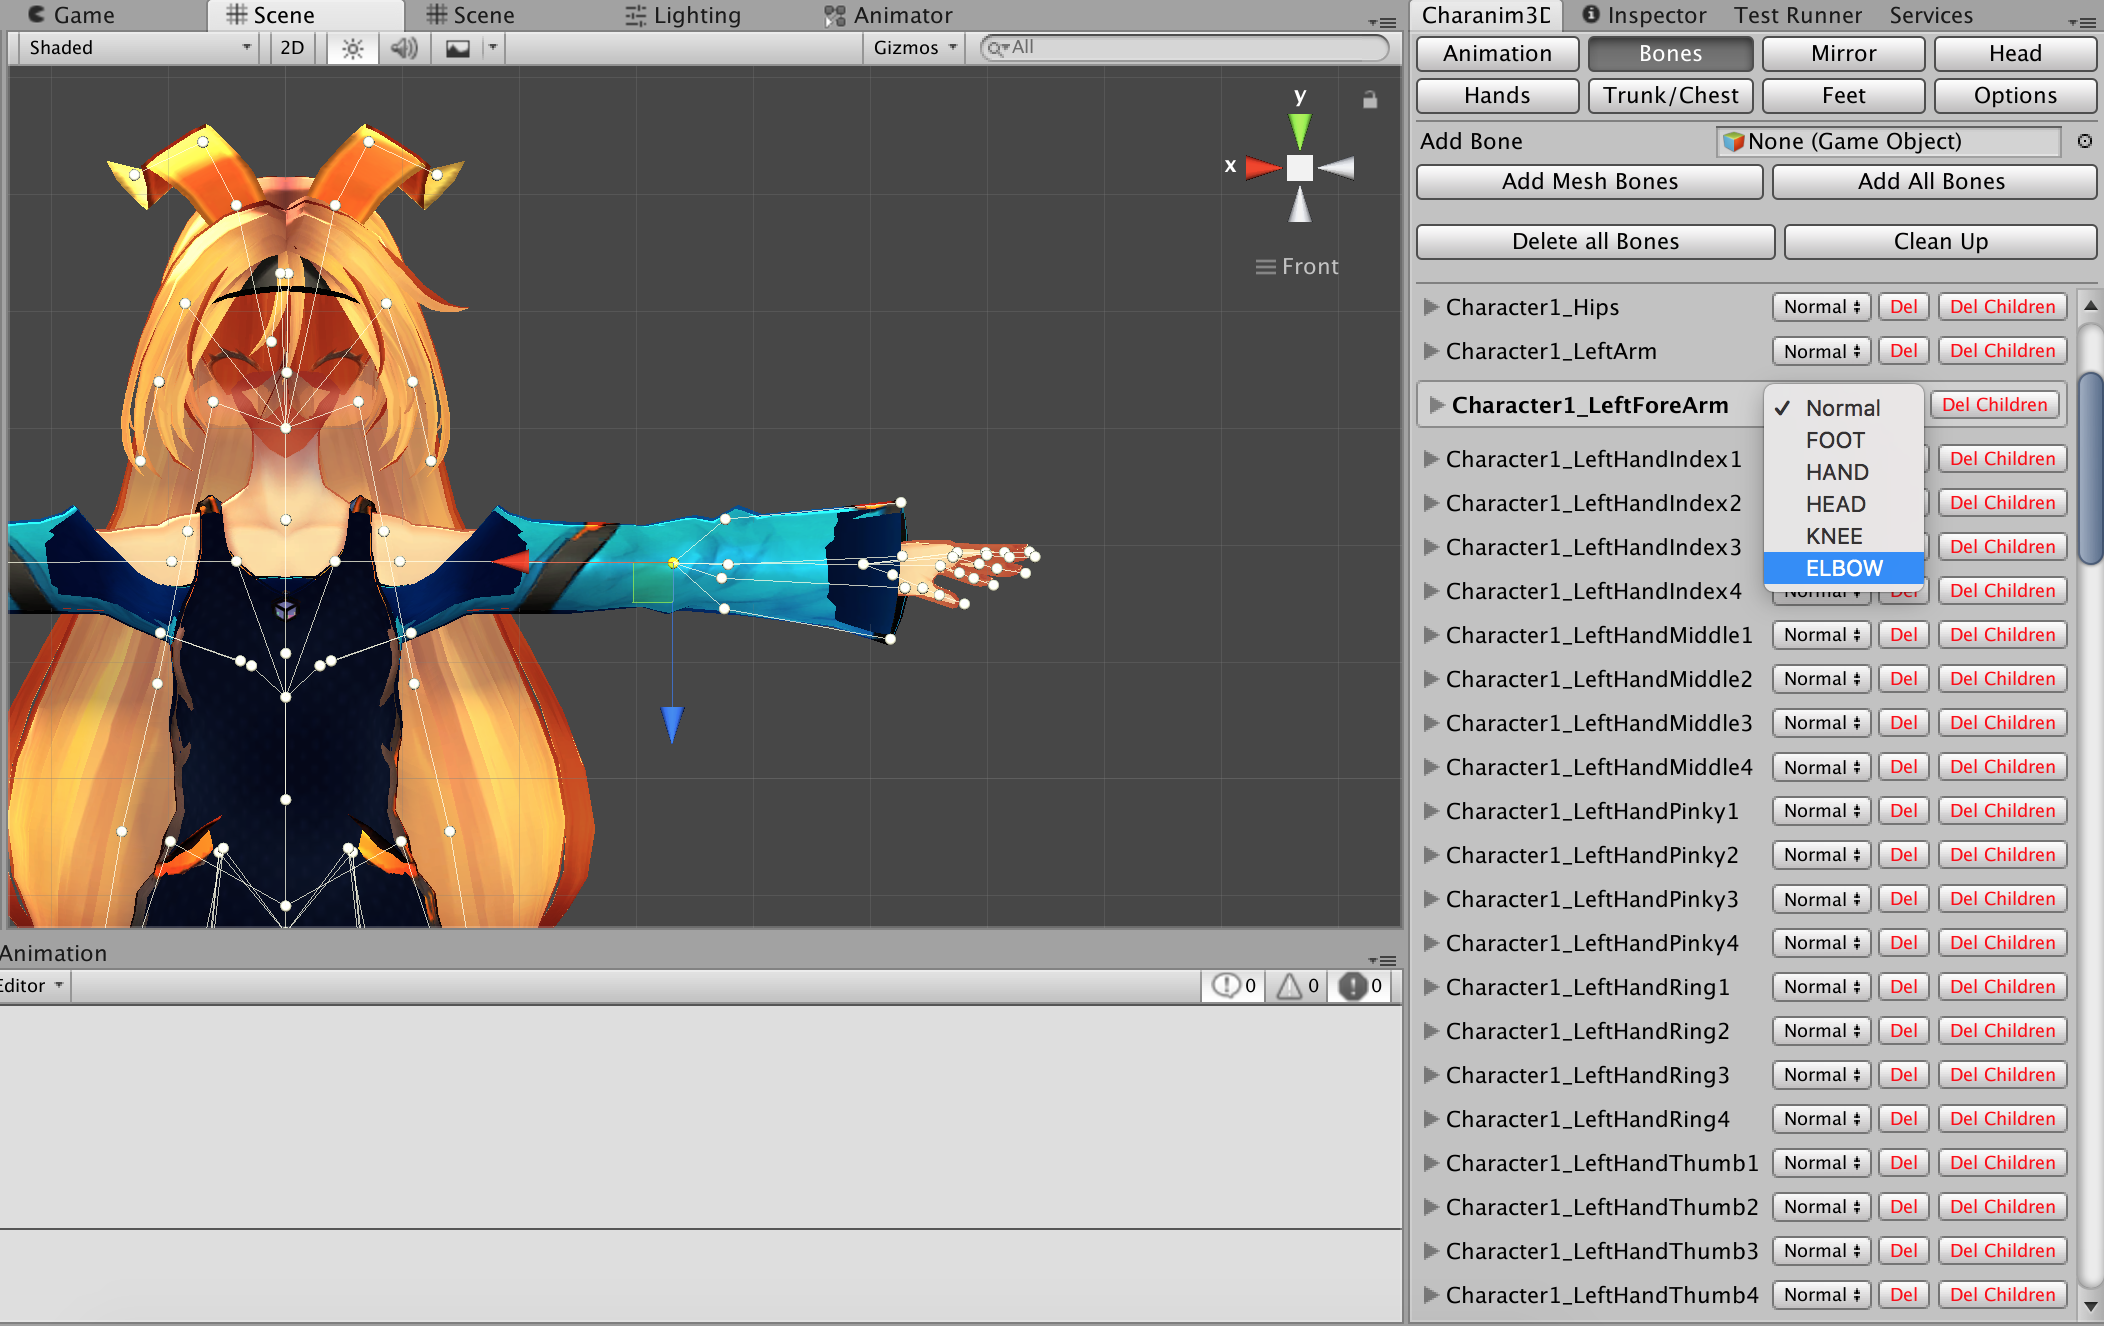 Game
Scene
Scene
Lighting
Animator
Shaded
2D
Gizmos
All
y
x
Front
Animation
Editor
0
0
0
Charanim3D
Inspector
Test Runner
Services
Animation
Bones
Mirror
Head
Hands
Trunk/Chest
Feet
Options
Add Bone
None (Game Object)
Add Mesh Bones
Add All Bones
Delete all Bones
Clean Up
Character1_Hips Normal Del Del Children
Character1_LeftArm Normal Del Del Children
Character1_LeftForeArm Del Children
Normal
FOOT
HAND
HEAD
KNEE
ELBOW
Character1_LeftHandIndex1 Del Children
Character1_LeftHandIndex2 Del Children
Character1_LeftHandIndex3 Del Children
Character1_LeftHandIndex4 Normal Del Del Children
Character1_LeftHandMiddle1 Normal Del Del Children
Character1_LeftHandMiddle2 Normal Del Del Children
Character1_LeftHandMiddle3 Normal Del Del Children
Character1_LeftHandMiddle4 Normal Del Del Children
Character1_LeftHandPinky1 Normal Del Del Children
Character1_LeftHandPinky2 Normal Del Del Children
Character1_LeftHandPinky3 Normal Del Del Children
Character1_LeftHandPinky4 Normal Del Del Children
Character1_LeftHandRing1 Normal Del Del Children
Character1_LeftHandRing2 Normal Del Del Children
Character1_LeftHandRing3 Normal Del Del Children
Character1_LeftHandRing4 Normal Del Del Children
Character1_LeftHandThumb1 Normal Del Del Children
Character1_LeftHandThumb2 Normal Del Del Children
Character1_LeftHandThumb3 Normal Del Del Children
Character1_LeftHandThumb4 Normal Del Del Children